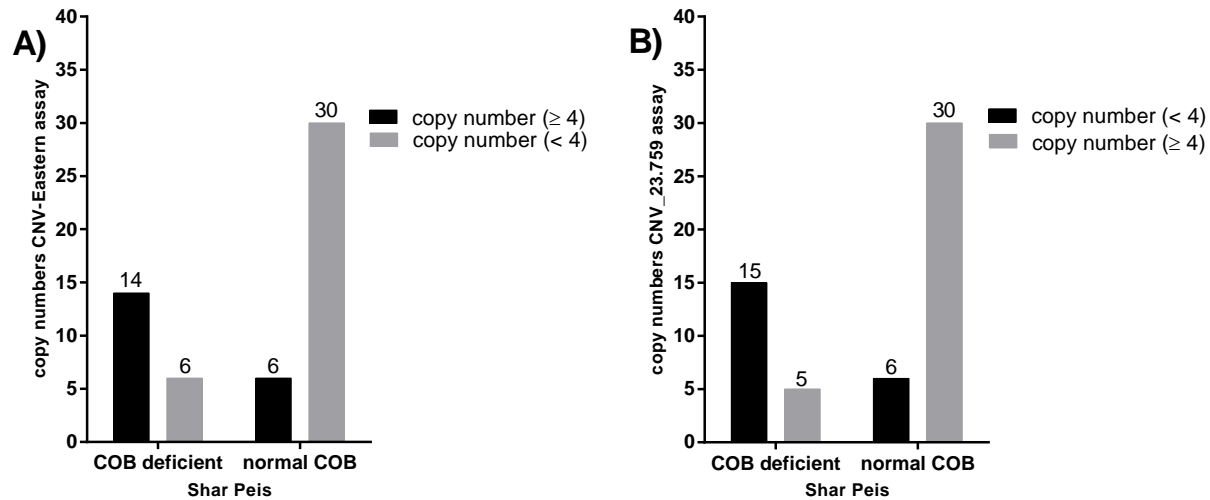 A)
copy numbers CNV-Eastern assay
40
35
30
25
20
15
10
5
0
14
6
6
30
COB deficient
normal COB
Shar Peis
copy number (≥ 4)
copy number (< 4)
B)
copy numbers CNV_23.759 assay
40
35
30
25
20
15
10
5
0
15
5
6
30
COB deficient
normal COB
Shar Peis
copy number (< 4)
copy number (≥ 4)